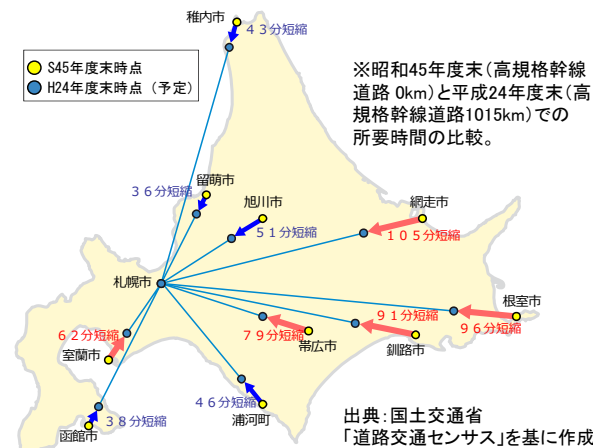 稚内市
43分短縮
S45年度末時点
H24年度末時点（予定）
※昭和45年度末（高規格幹線
道路 0km）と平成24年度末（高
規格幹線道路1015km）での
所要時間の比較。
留萌市
36分短縮
旭川市
51分短縮
網走市
105分短縮
札幌市
根室市
96分短縮
91分短縮
釧路市
79分短縮
帯広市
62分短縮
室蘭市
46分短縮
浦河町
38分短縮
函館市
出典：国土交通省
「道路交通センサス」を基に作成